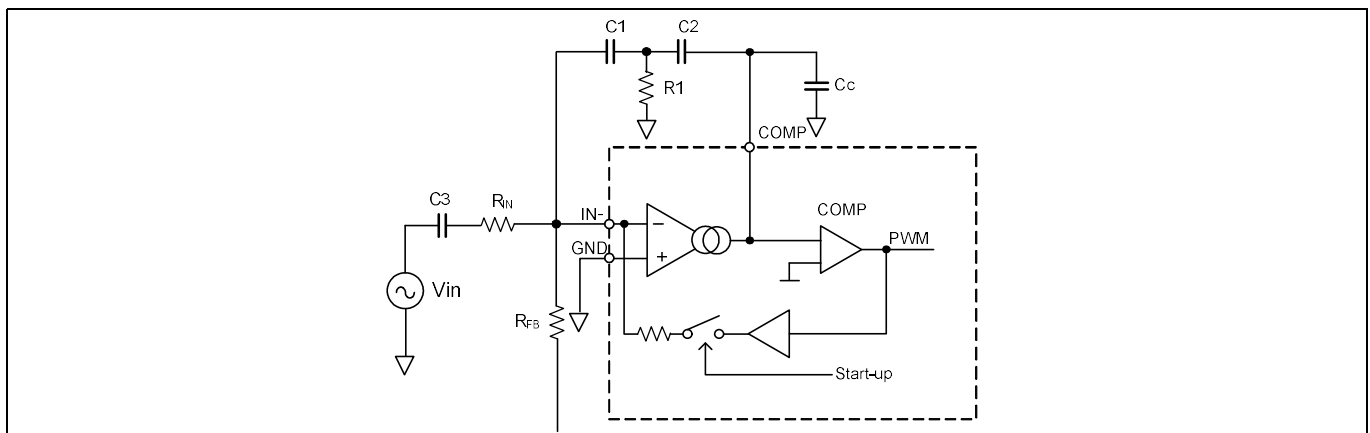 C1
C2
R1
Cc
COMP
C3
RIN
IN-
COMP
GND
PWM
Vin
RFB
Start-up